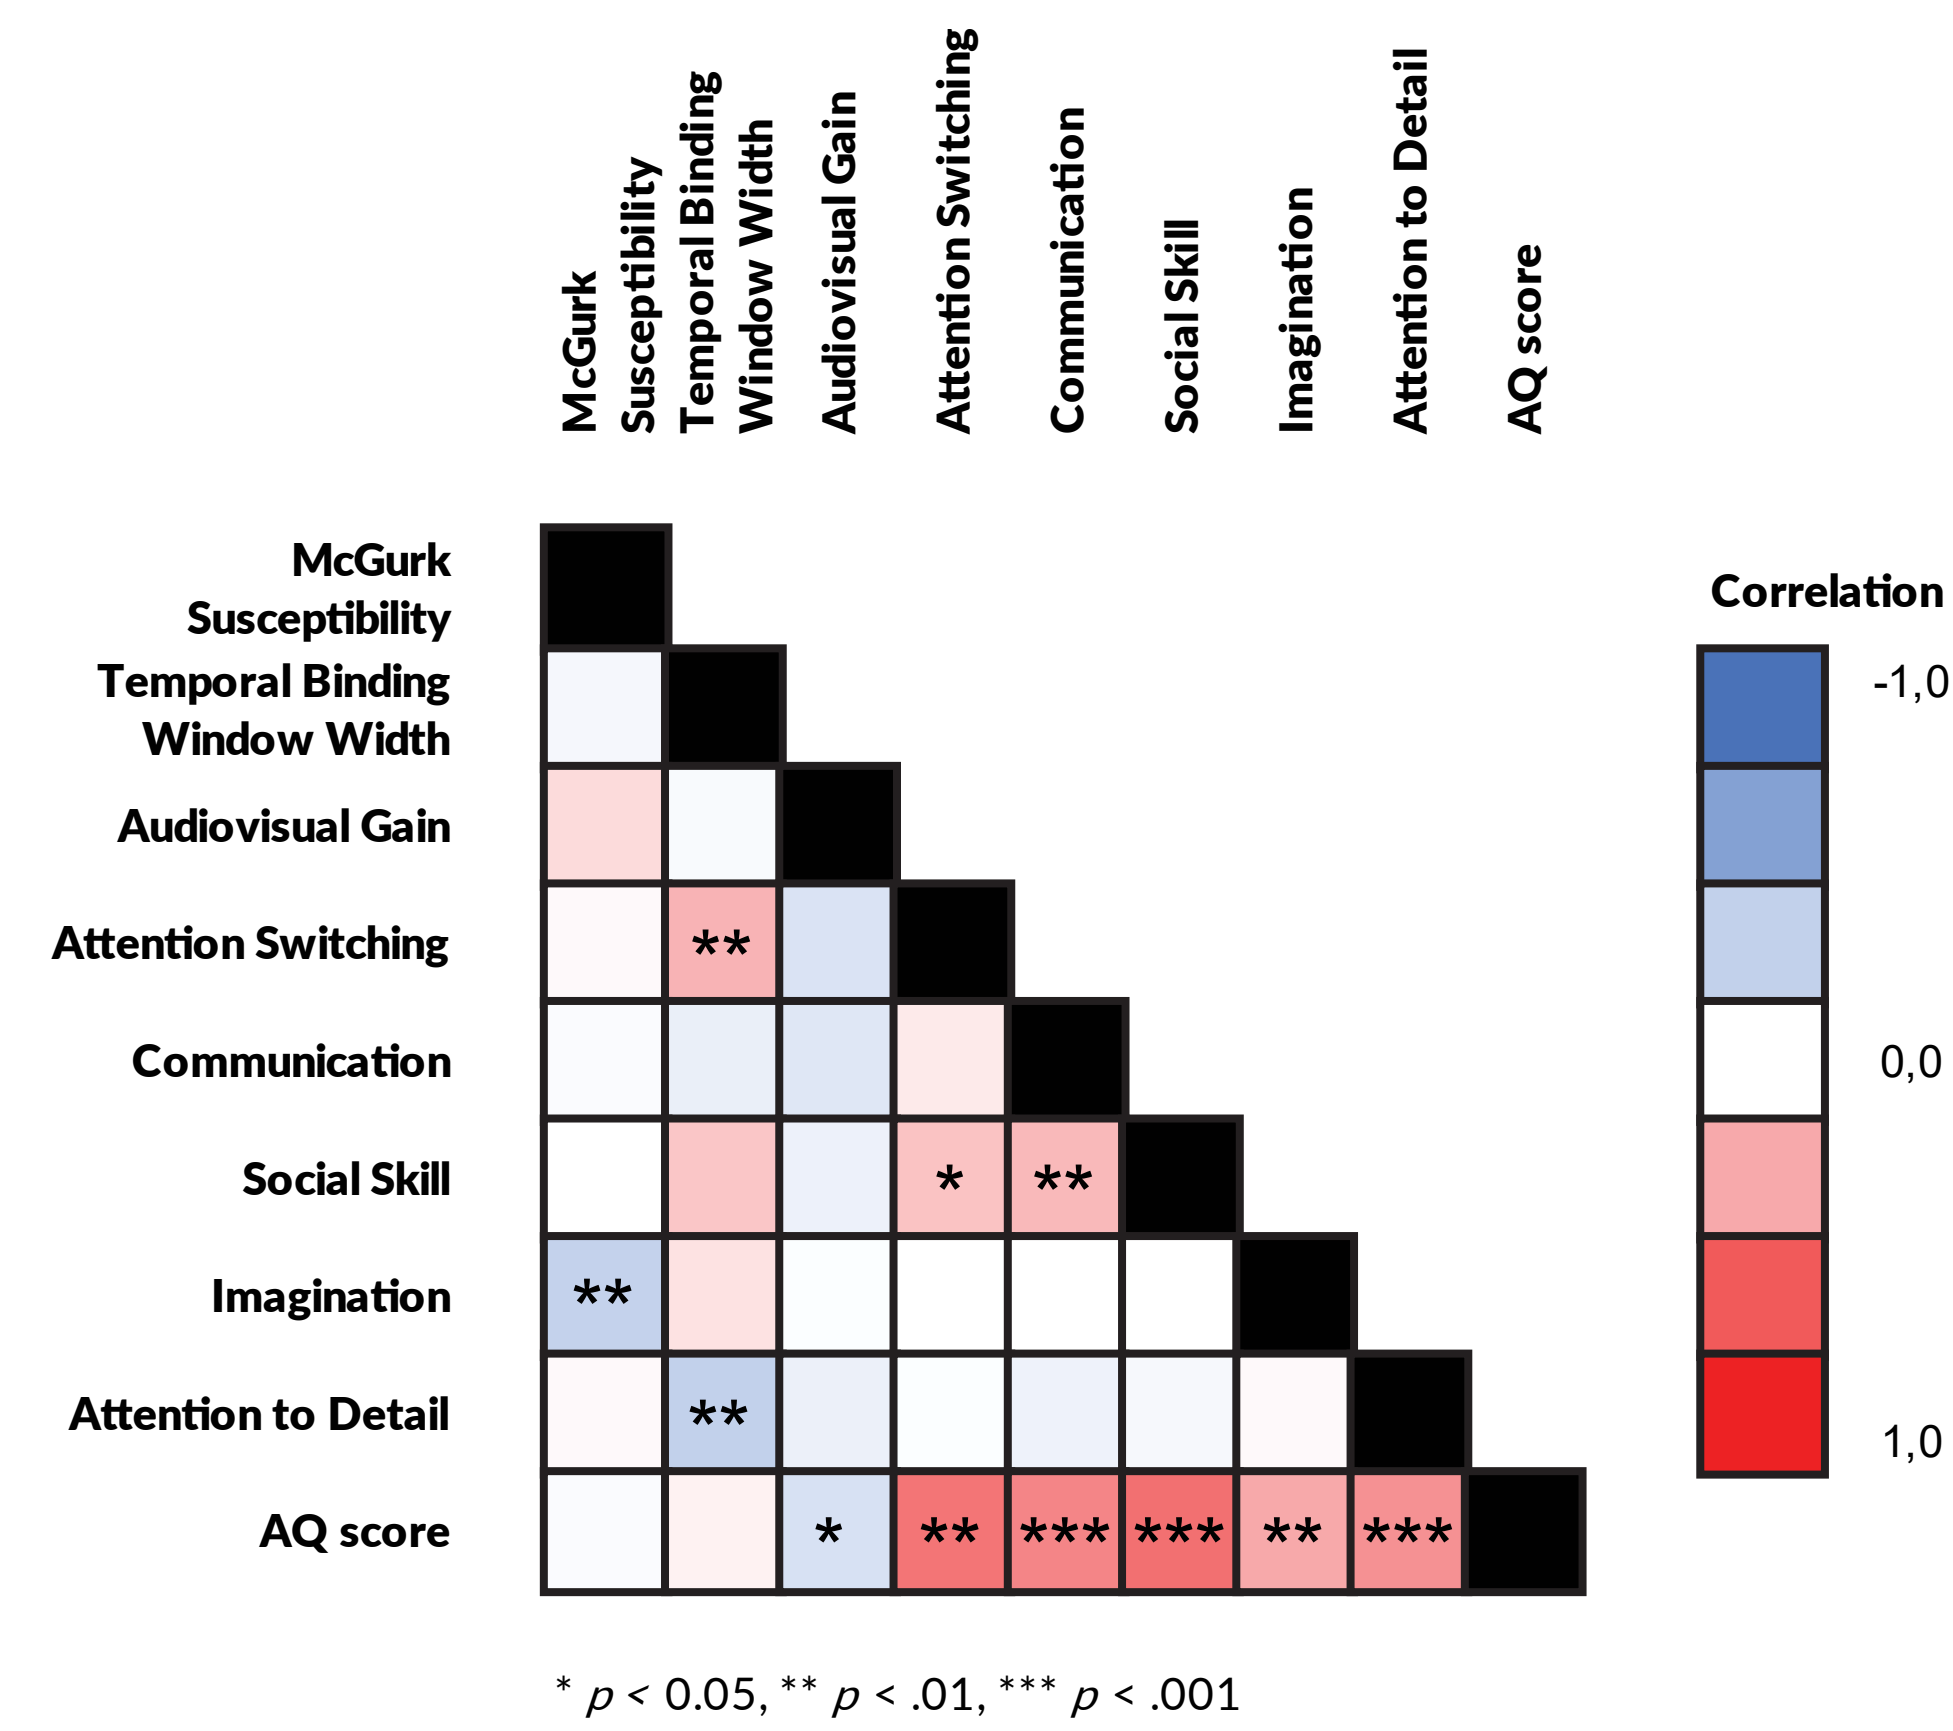 McGurk
Susceptibility
Temporal Binding
Window Width
Audiovisual Gain
Attention Switching
Communication
Social Skill
Imagination
Attention to Detail
AQ score
McGurk
Susceptibility
Temporal Binding
Window Width
Audiovisual Gain
Attention Switching
**
Communication
Social Skill
* **
Imagination
**
Attention to Detail
**
AQ score
* ** *** *** ** ***
Correlation
-1,0
0,0
1,0
* p < 0.05, ** p < .01, *** p < .001